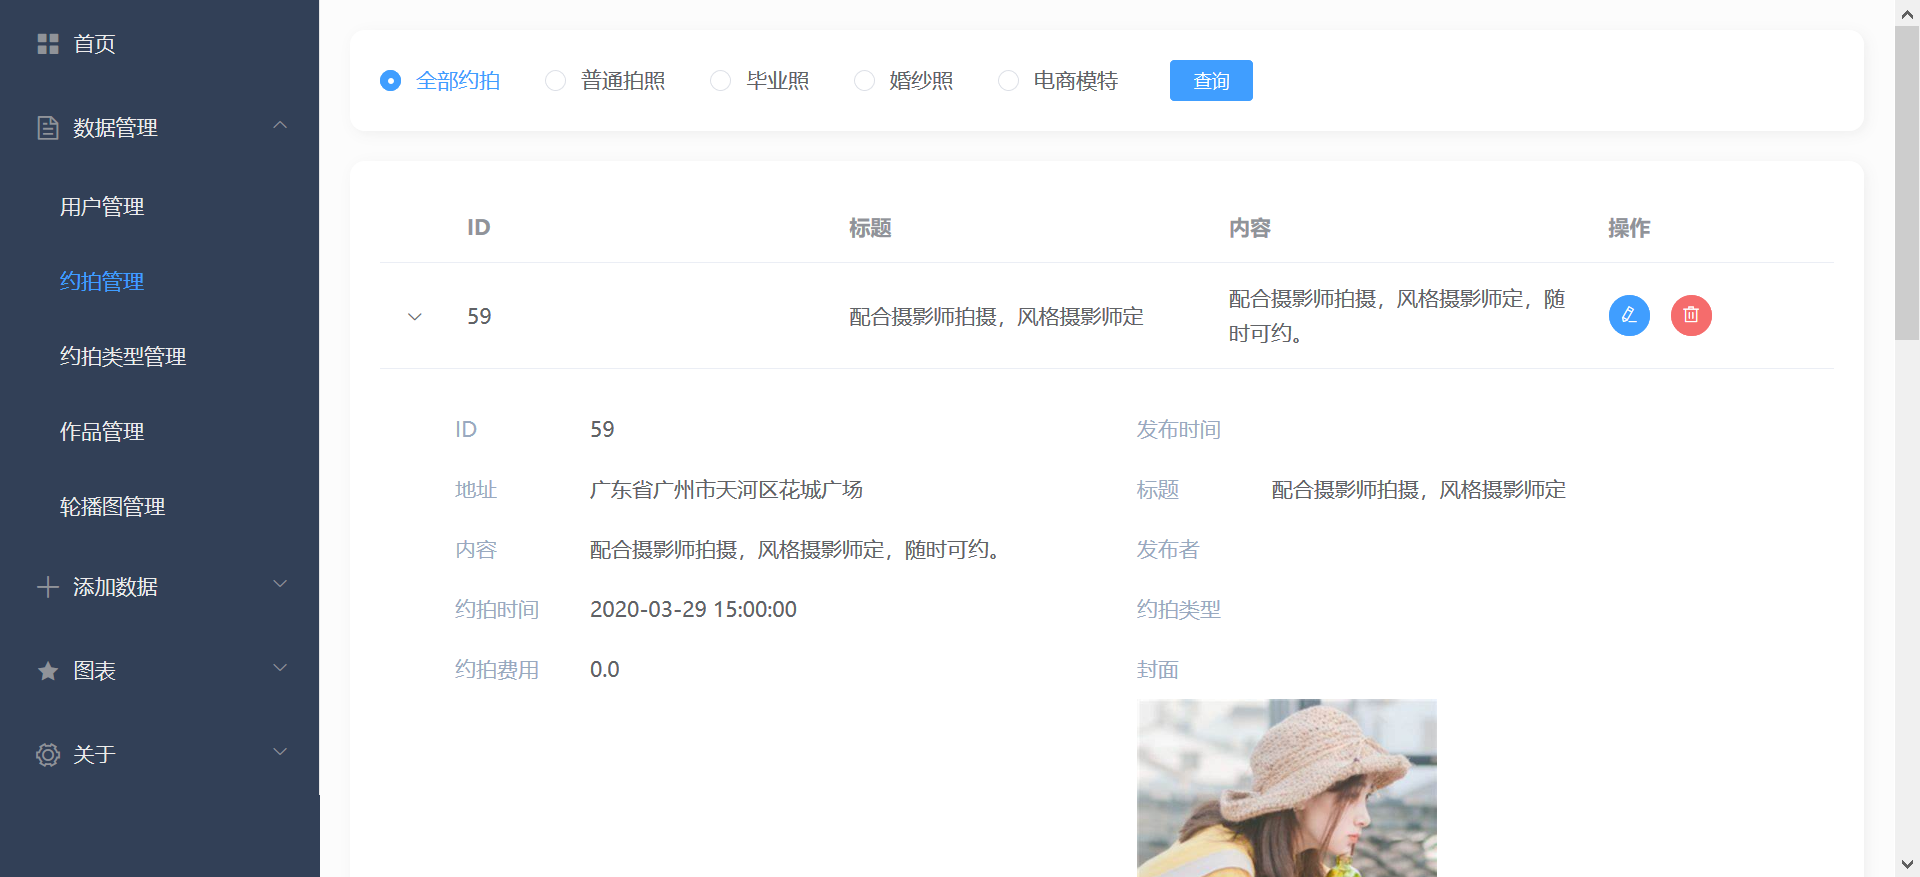 首页
数据管理
用户管理
约拍管理
约拍类型管理
作品管理
轮播图管理
添加数据
图表
关于
全部约拍 普通拍照 毕业照 婚纱照 电商模特 查询
ID 标题 内容 操作
59 配合摄影师拍摄，风格摄影师定 配合摄影师拍摄，风格摄影师定，随
时可约。
ID 59 发布时间
地址 广东省广州市天河区花城广场 标题 配合摄影师拍摄，风格摄影师定
内容 配合摄影师拍摄，风格摄影师定，随时可约。 发布者
约拍时间 2020-03-29 15:00:00 约拍类型
约拍费用 0.0 封面